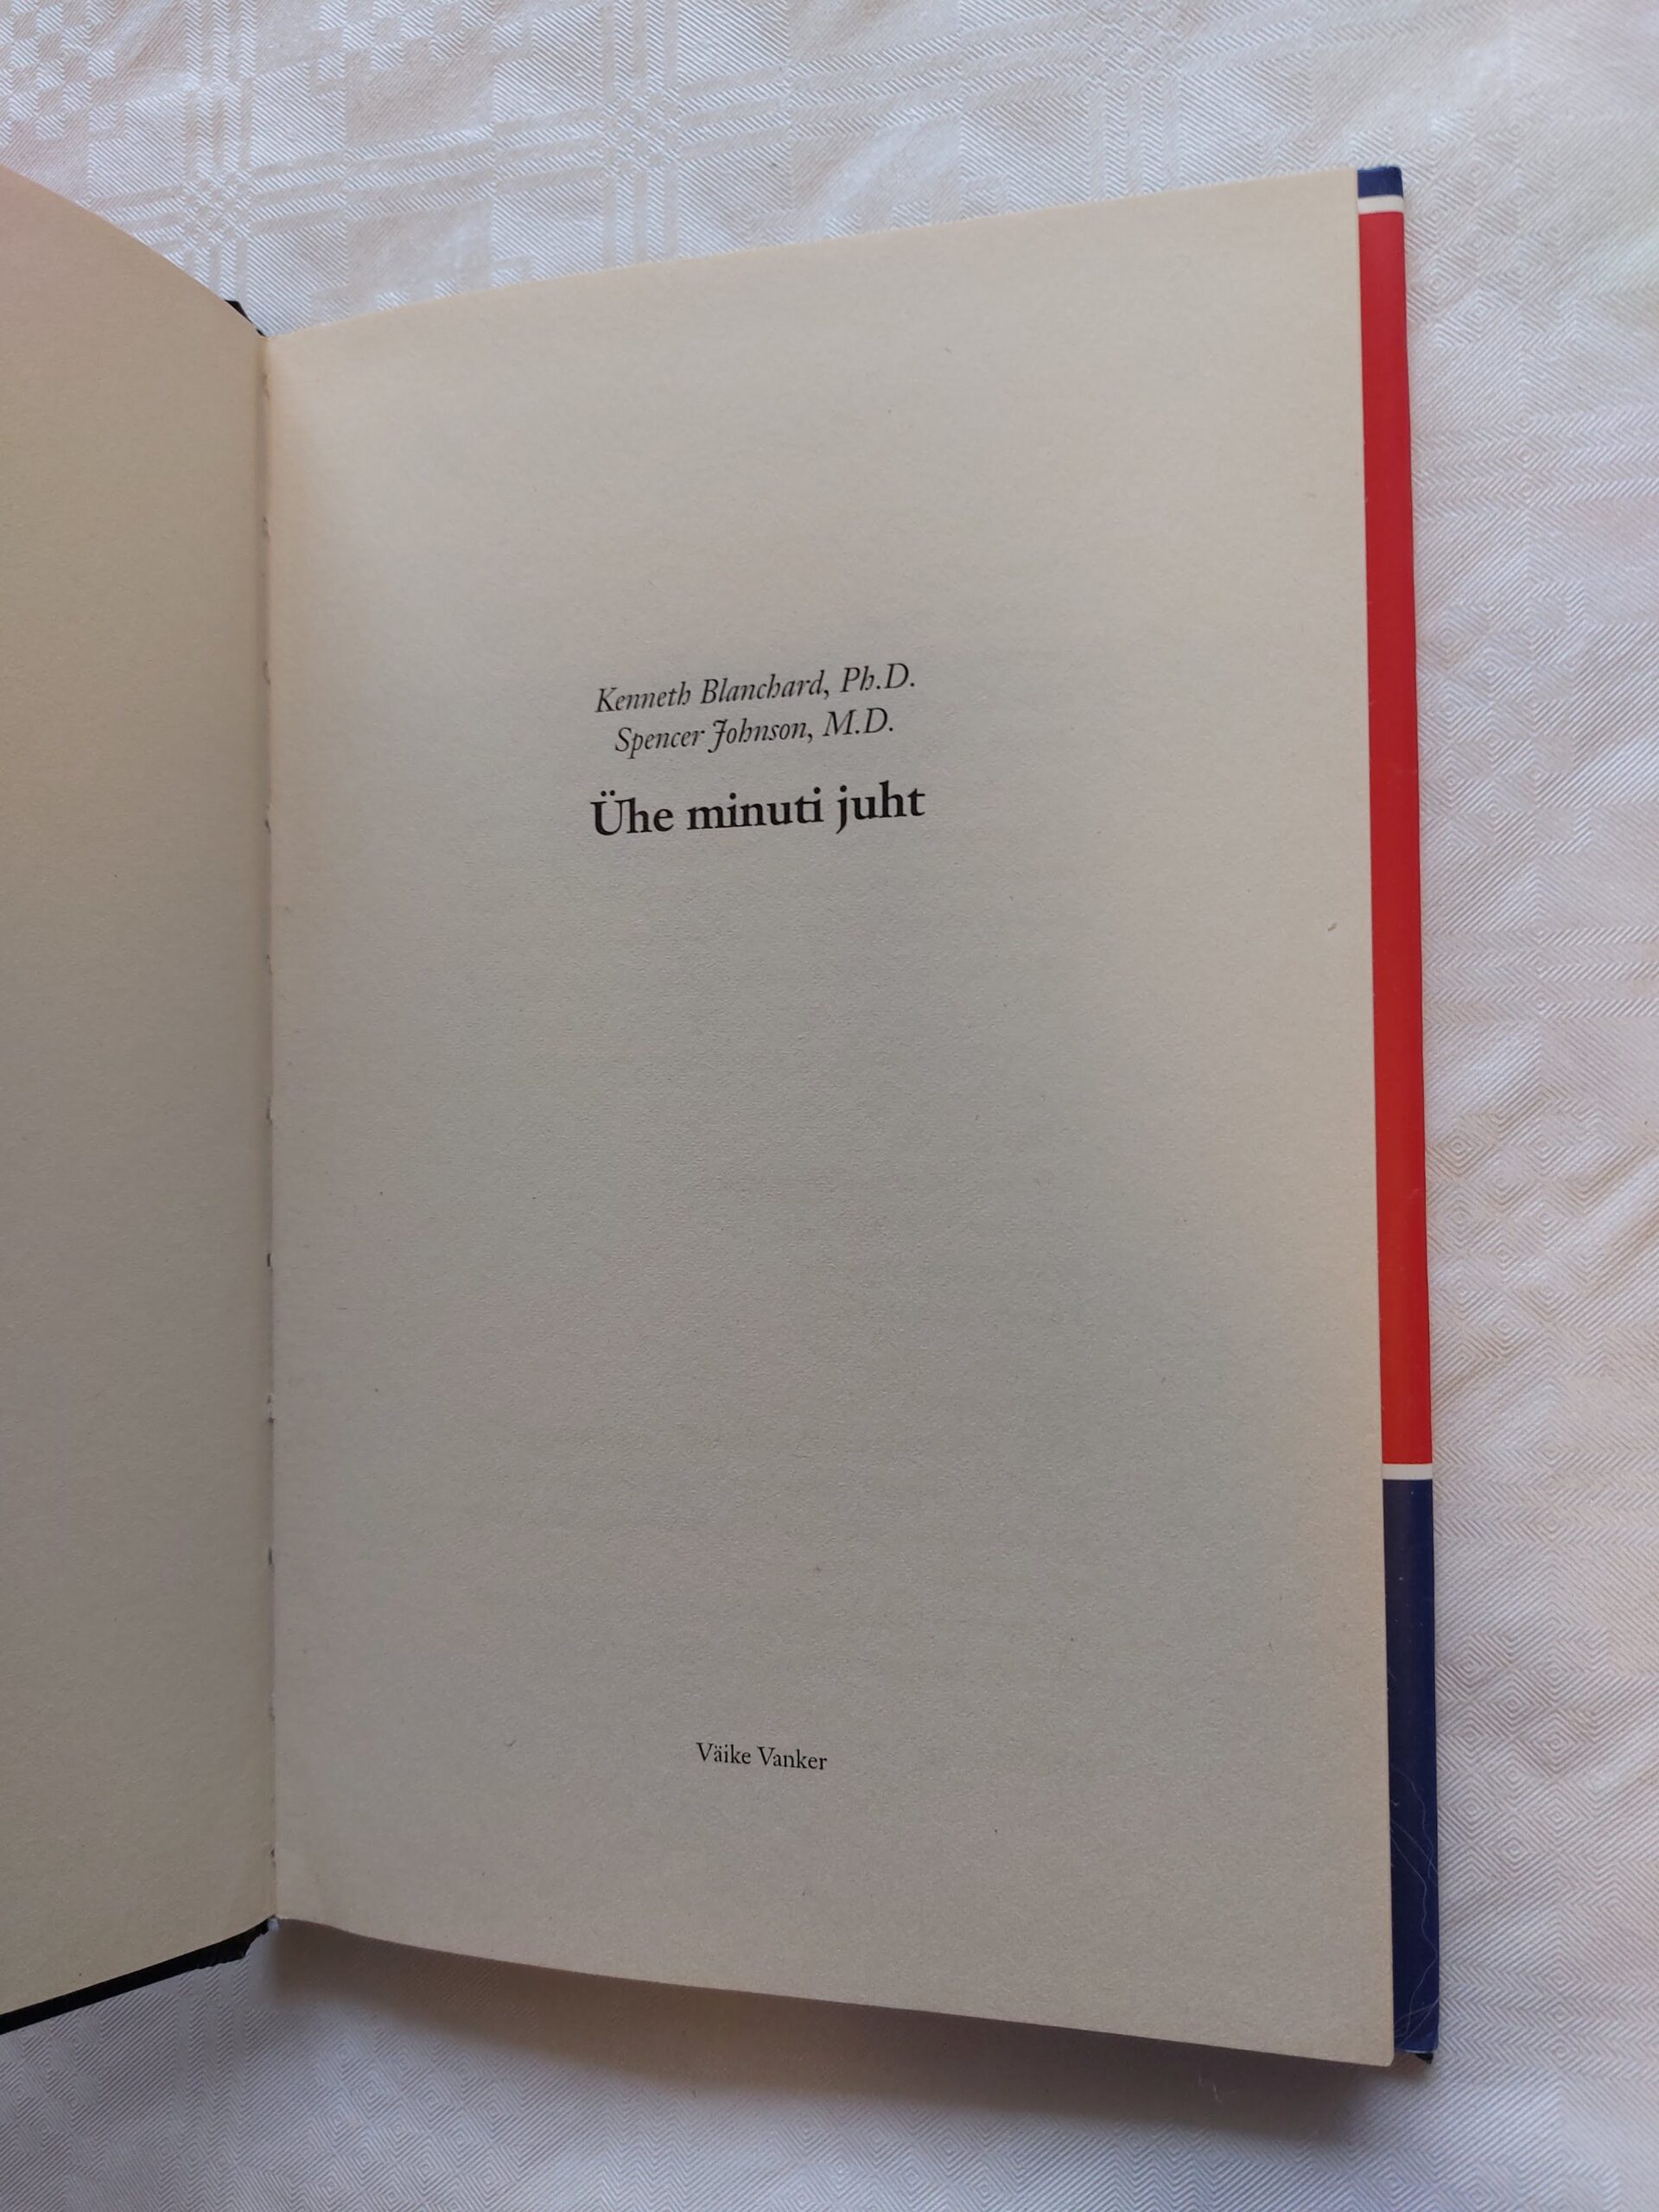 Kenneth Blanchard, Ph.D.
Spencer Johnson, M.D.
Ühe minuti juht
Väike Vanker